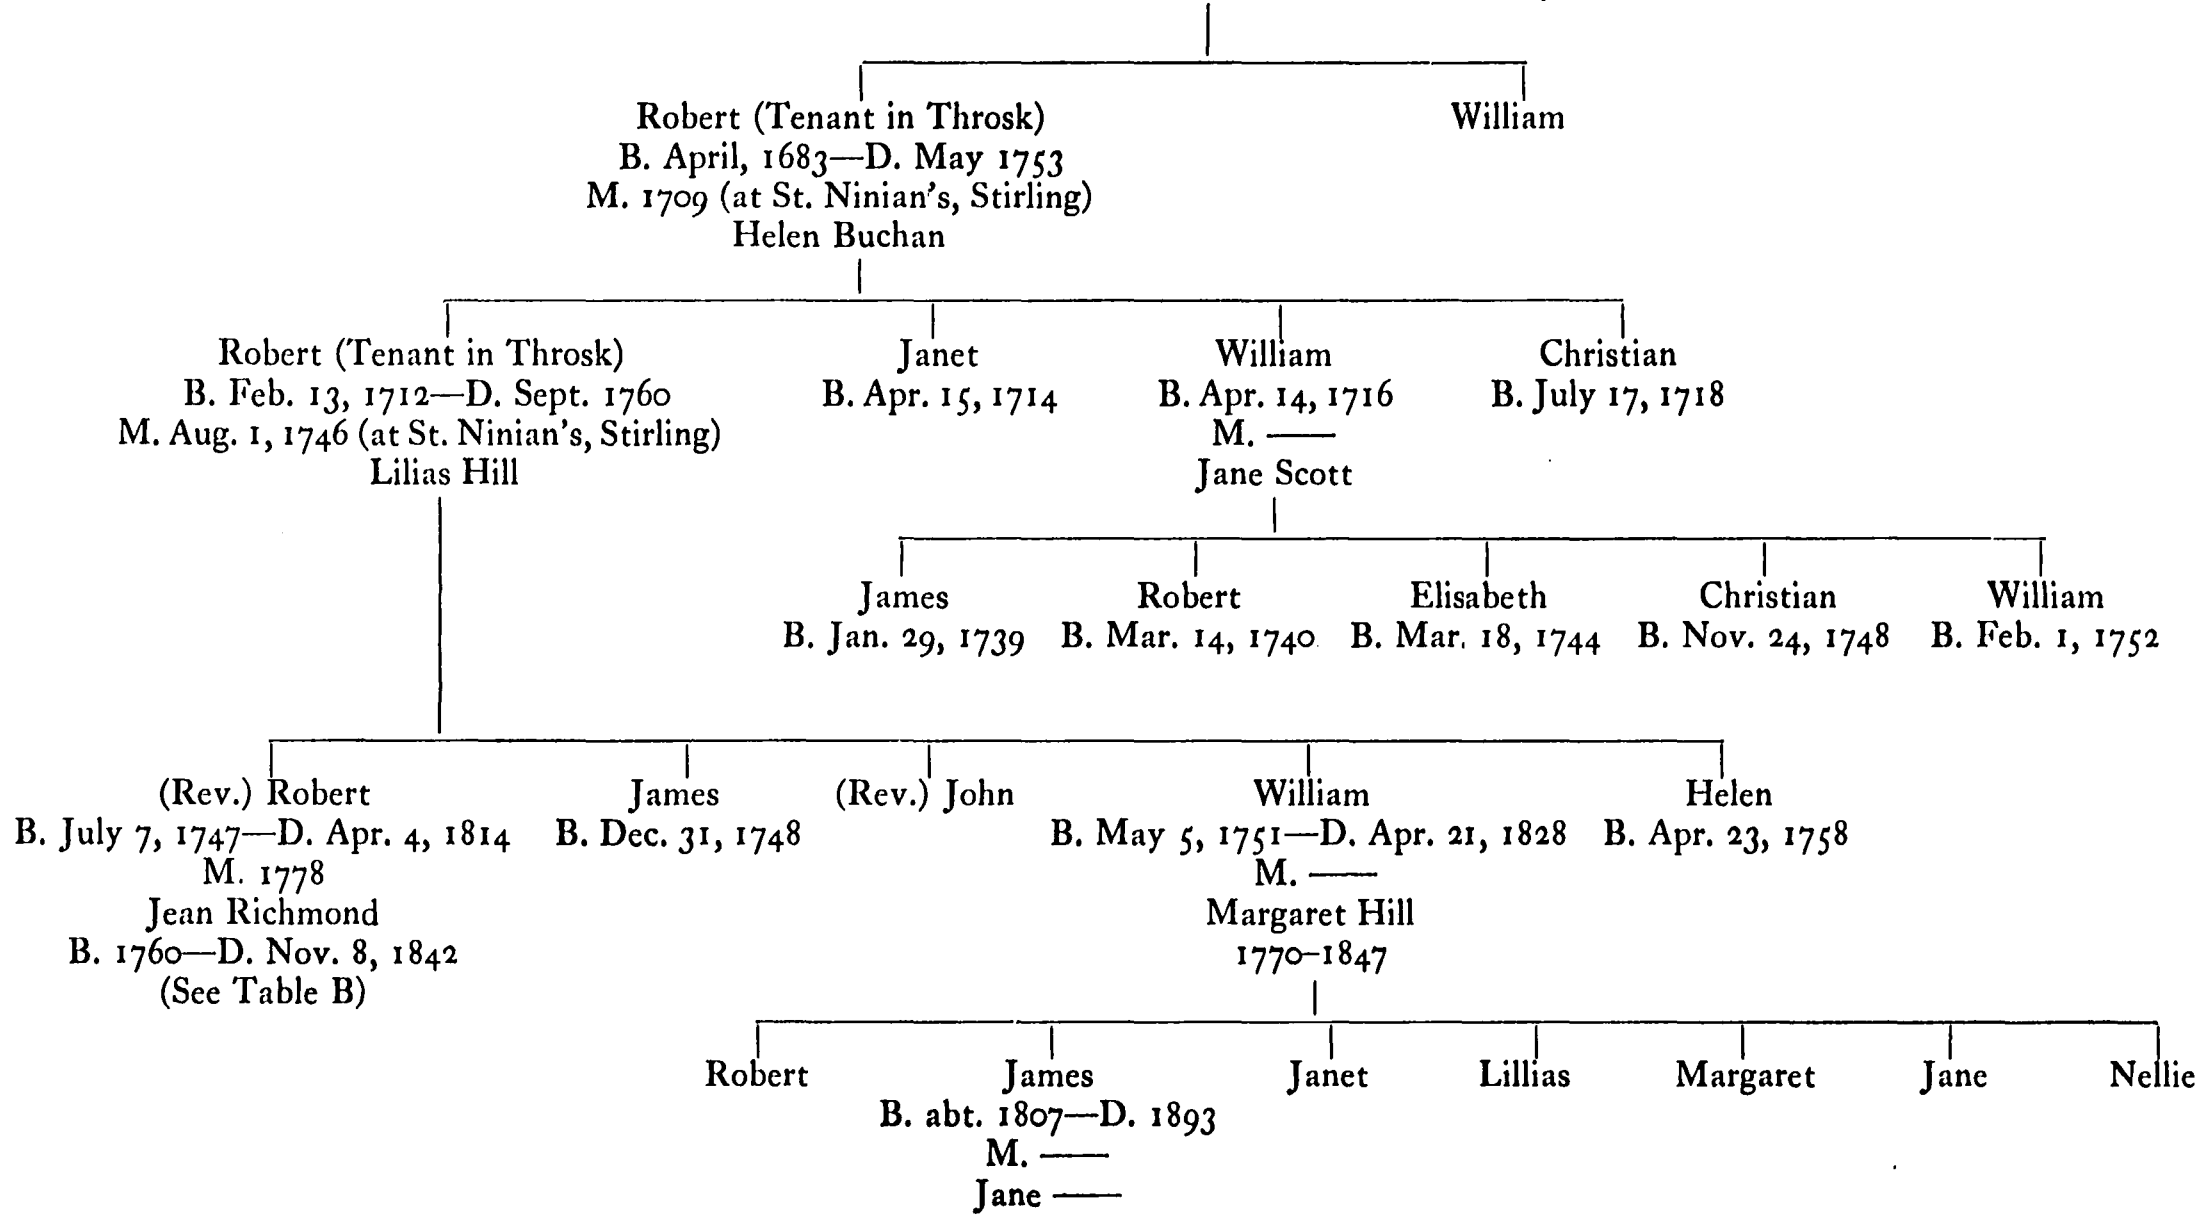 Robert (Tenant in Throsk)
B. April, 1683—D. May 1753
M. 1709 (at St. Ninian's, Stirling)
Helen Buchan
William
Robert (Tenant in Throsk)
B. Feb. 13, 1712—D. Sept. 1760
M. Aug. 1, 1746 (at St. Ninian's, Stirling)
Lilias Hill
Janet
B. Apr. 15, 1714
William
B. Apr. 14, 1716
M. ——
Jane Scott
Christian
B. July 17, 1718
James
B. Jan. 29, 1739
Robert
B. Mar. 14, 1740
Elisabeth
B. Mar. 18, 1744
Christian
B. Nov. 24, 1748
William
B. Feb. 1, 1752
(Rev.) Robert
B. July 7, 1747—D. Apr. 4, 1814
M. 1778
Jean Richmond
B. 1760—D. Nov. 8, 1842
(See Table B)
James
B. Dec. 31, 1748
(Rev.) John
William
B. May 5, 1751—D. Apr. 21, 1828
M. ——
Margaret Hill
1770–1847
Helen
B. Apr. 23, 1758
Robert
James
B. abt. 1807—D. 1893
M. ——
Jane ——
Janet
Lillias
Margaret
Jane
Nellie